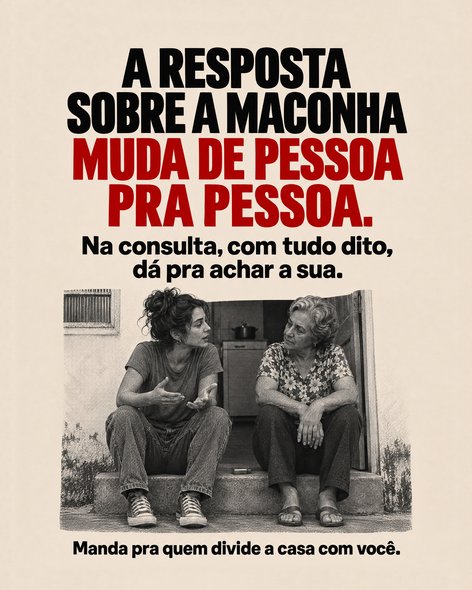 A RESPOSTA
SOBRE A MACONHA
MUDA DE PESSOA
PRA PESSOA.
Na consulta, com tudo dito,
dá pra achar a sua.
Manda pra quem divide a casa com você.